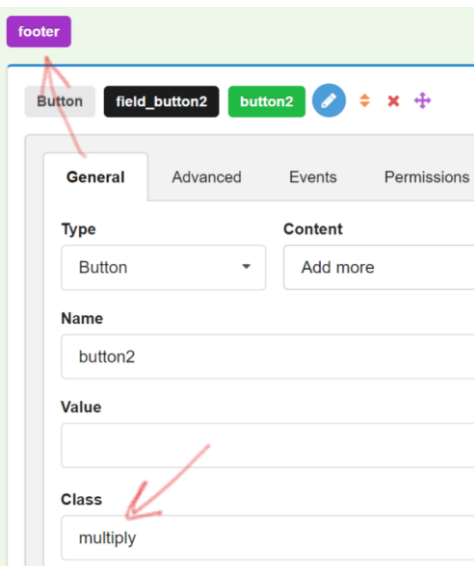 footer
Button field_button2 button2
General Advanced Events Permissions
Type Content
Button Add more
Name
button2
Value
Class
multiply